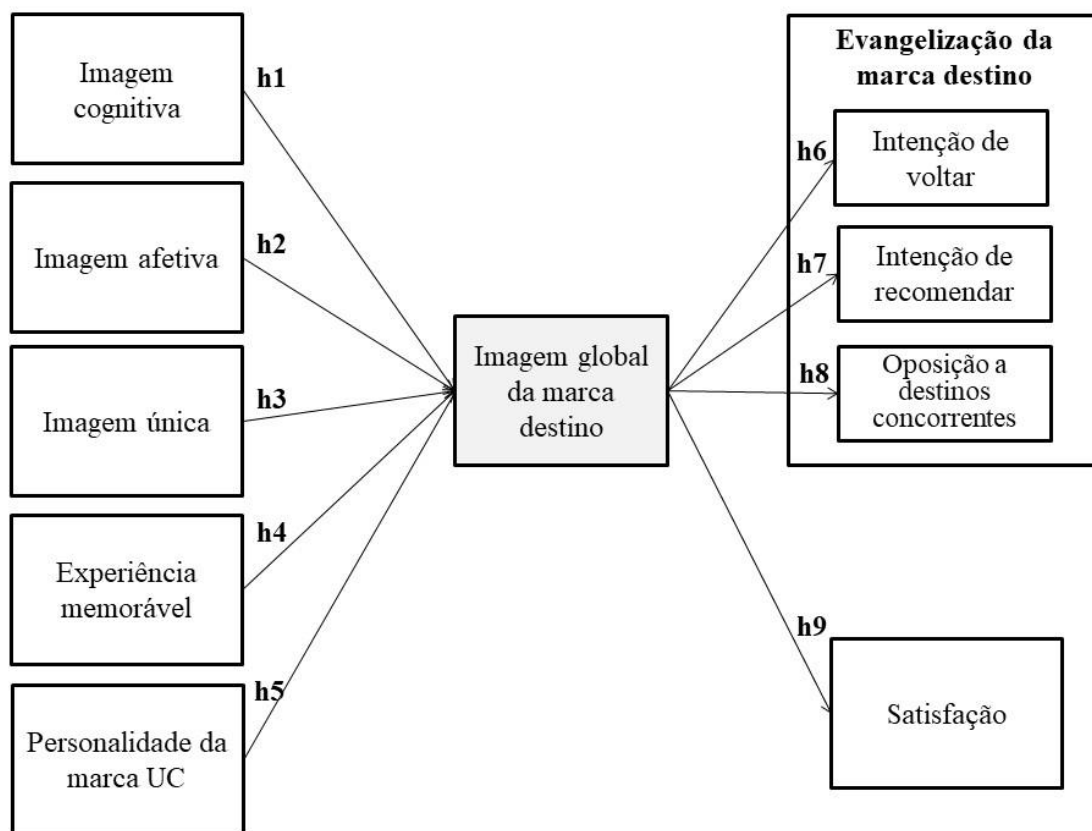 Imagem
cognitiva
h1
Imagem afetiva
h2
Imagem única
h3
Experiência
memorável
h4
Personalidade da
marca UC
h5
Imagem global
da marca
destino
Evangelização da
marca destino
h6
Intenção de
voltar
h7
Intenção de
recomendar
h8
Oposição a
destinos
concorrentes
h9
Satisfação